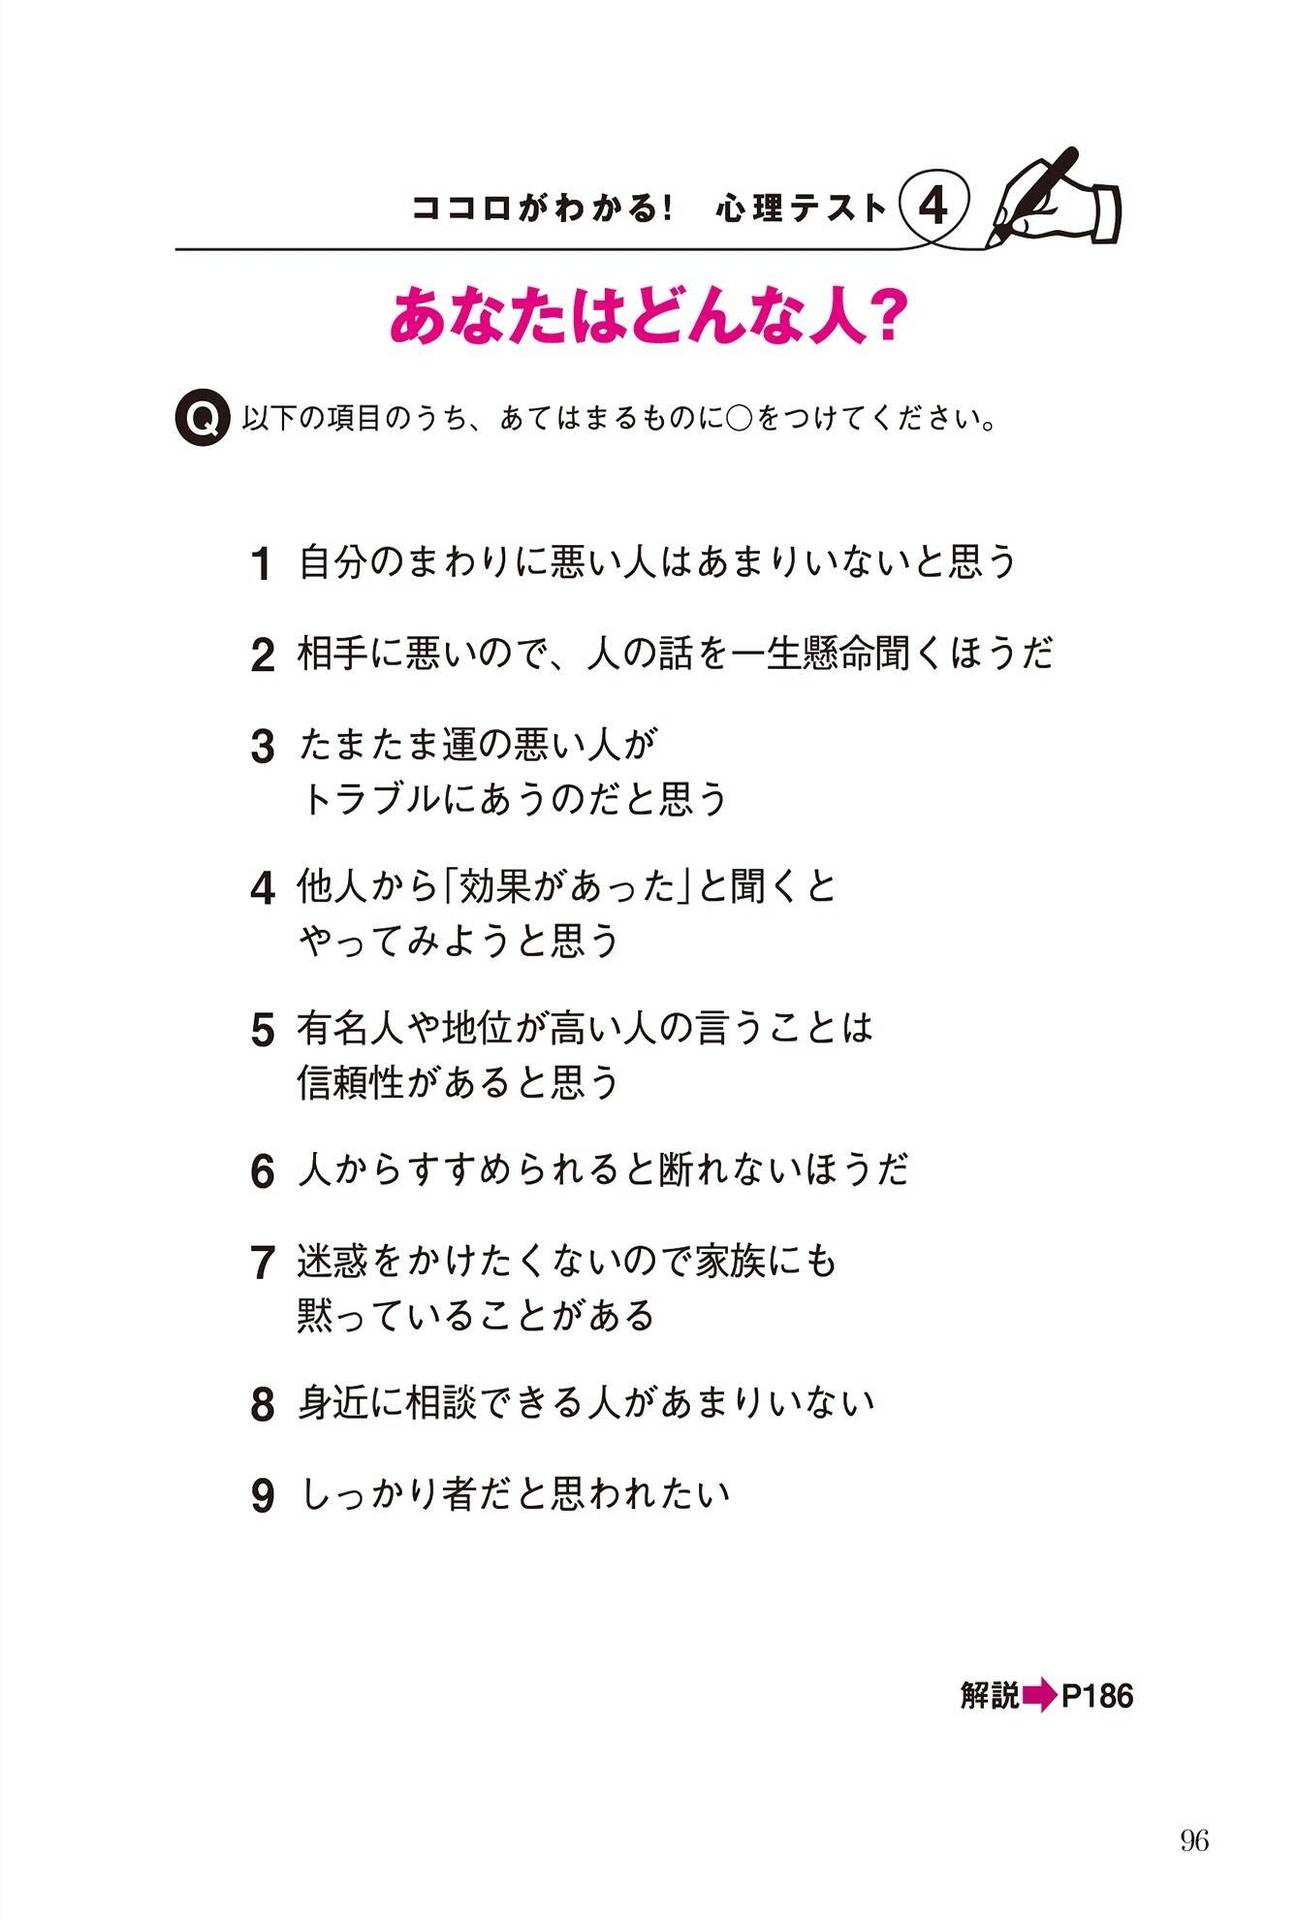 ココロがわかる！　心理テスト 4
あなたはどんな人？
Q 以下の項目のうち、あてはまるものに○をつけてください。
1 自分のまわりに悪い人はあまりいないと思う
2 相手に悪いので、人の話を一生懸命聞くほうだ
3 たまたま運の悪い人が
トラブルにあうのだと思う
4 他人から「効果があった」と聞くと
やってみようと思う
5 有名人や地位が高い人の言うことは
信頼性があると思う
6 人からすすめられると断れないほうだ
7 迷惑をかけたくないので家族にも
黙っていることがある
8 身近に相談できる人があまりいない
9 しっかり者だと思われたい
解説➡P186
96